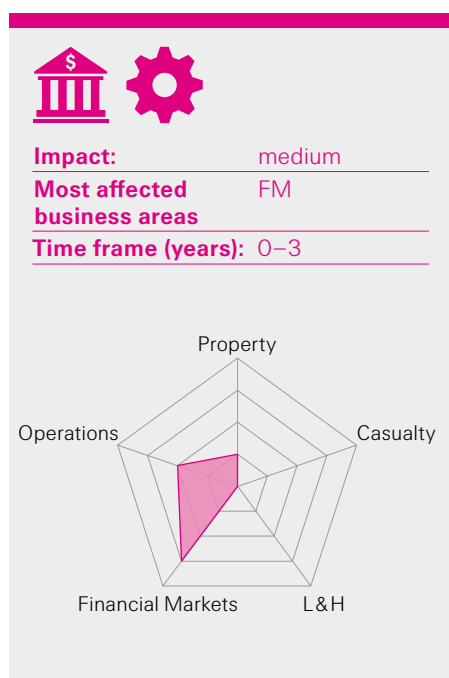 $
Impact: medium
Most affected FM
business areas
Time frame (years): 0–3
Property
Operations Casualty
Financial Markets L&H